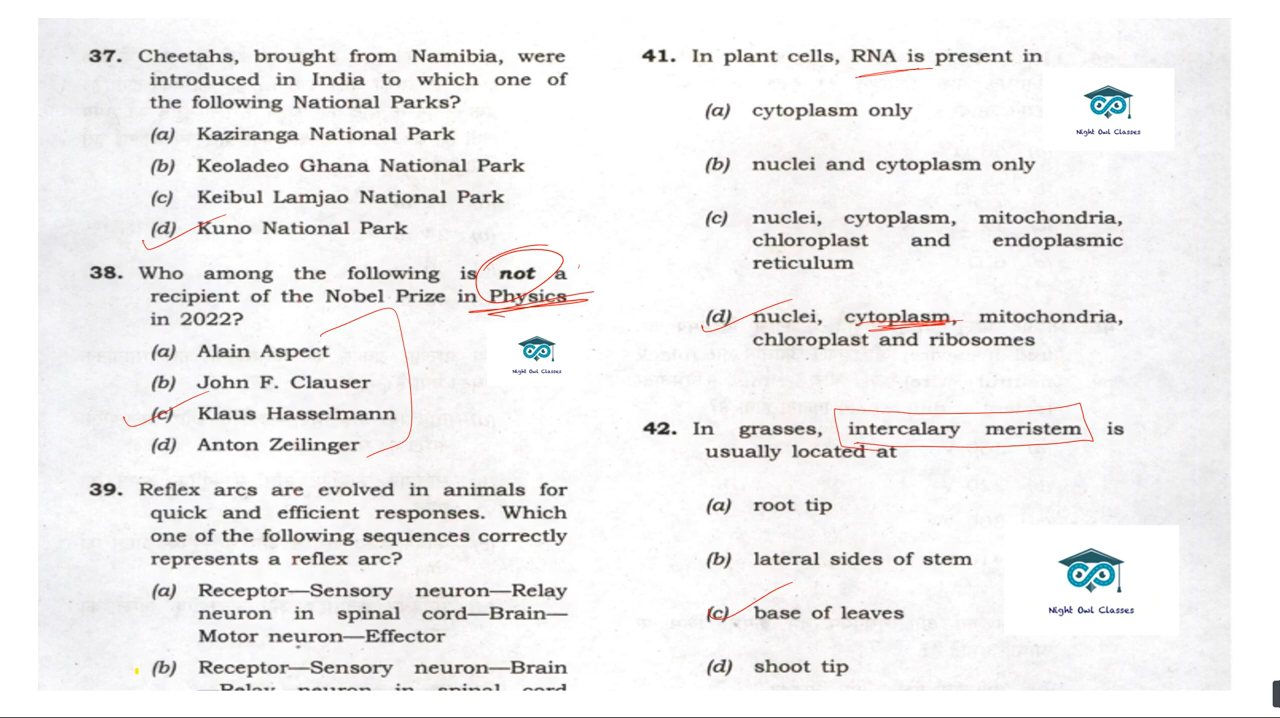 37. Cheetahs, brought from Namibia, were
introduced in India to which one of
the following National Parks?
(a) Kaziranga National Park
(b) Keoladeo Ghana National Park
(c) Keibul Lamjao National Park
(d) Kuno National Park
38. Who among the following is not a
recipient of the Nobel Prize in Physics
in 2022?
(a) Alain Aspect
(b) John F. Clauser
(c) Klaus Hasselmann
(d) Anton Zeilinger
Night Owl Classes
39. Reflex arcs are evolved in animals for
quick and efficient responses. Which
one of the following sequences correctly
represents a reflex arc?
(a) Receptor—Sensory neuron—Relay
neuron in spinal cord—Brain—
Motor neuron—Effector
(b) Receptor—Sensory neuron—Brain
—Relay neuron in spinal cord
41. In plant cells, RNA is present in
(a) cytoplasm only
Night Owl Classes
(b) nuclei and cytoplasm only
(c) nuclei, cytoplasm, mitochondria,
chloroplast and endoplasmic
reticulum
(d) nuclei, cytoplasm, mitochondria,
chloroplast and ribosomes
42. In grasses, intercalary meristem is
usually located at
(a) root tip
(b) lateral sides of stem
(c) base of leaves
Night Owl Classes
(d) shoot tip